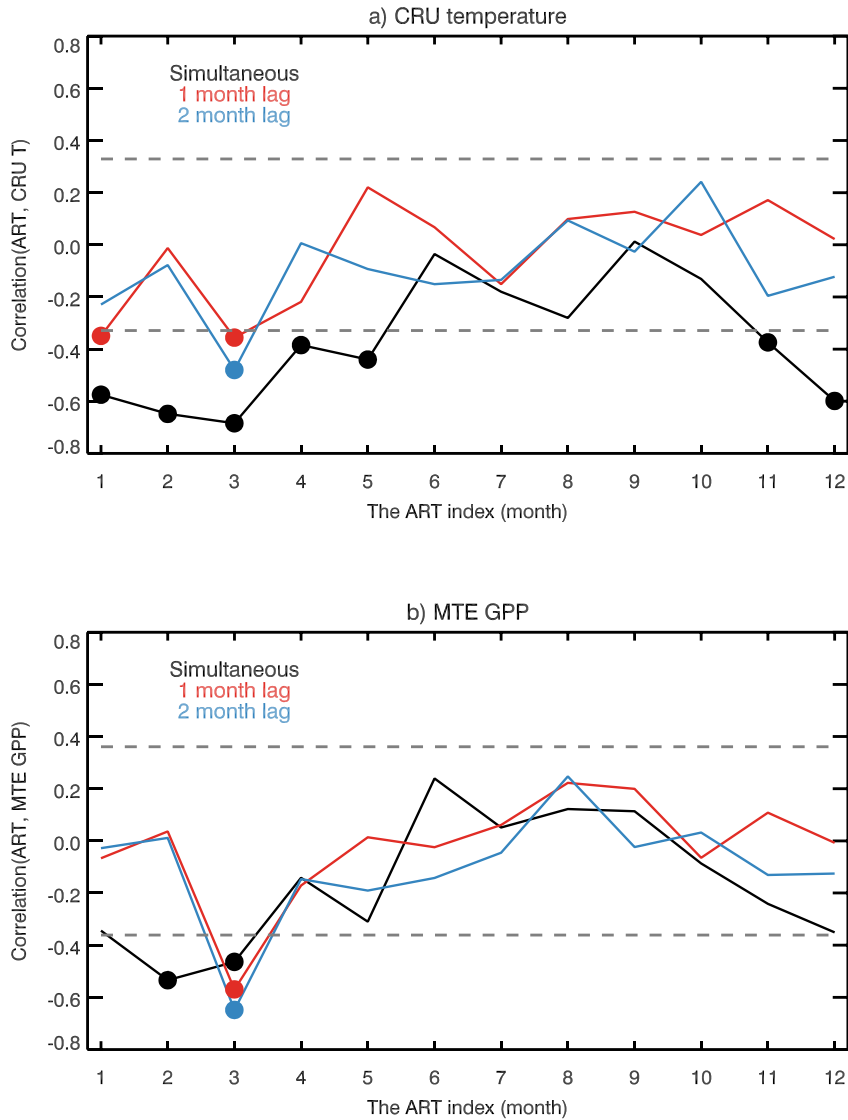 a) CRU temperature
0.8
0.6
0.4
0.2
0.0
-0.2
-0.4
-0.6
-0.8
Correlation(ART, CRU T)
Simultaneous
1 month lag
2 month lag
1 2 3 4 5 6 7 8 9 10 11 12
The ART index (month)
b) MTE GPP
0.8
0.6
0.4
0.2
0.0
-0.2
-0.4
-0.6
-0.8
Correlation(ART, MTE GPP)
Simultaneous
1 month lag
2 month lag
1 2 3 4 5 6 7 8 9 10 11 12
The ART index (month)